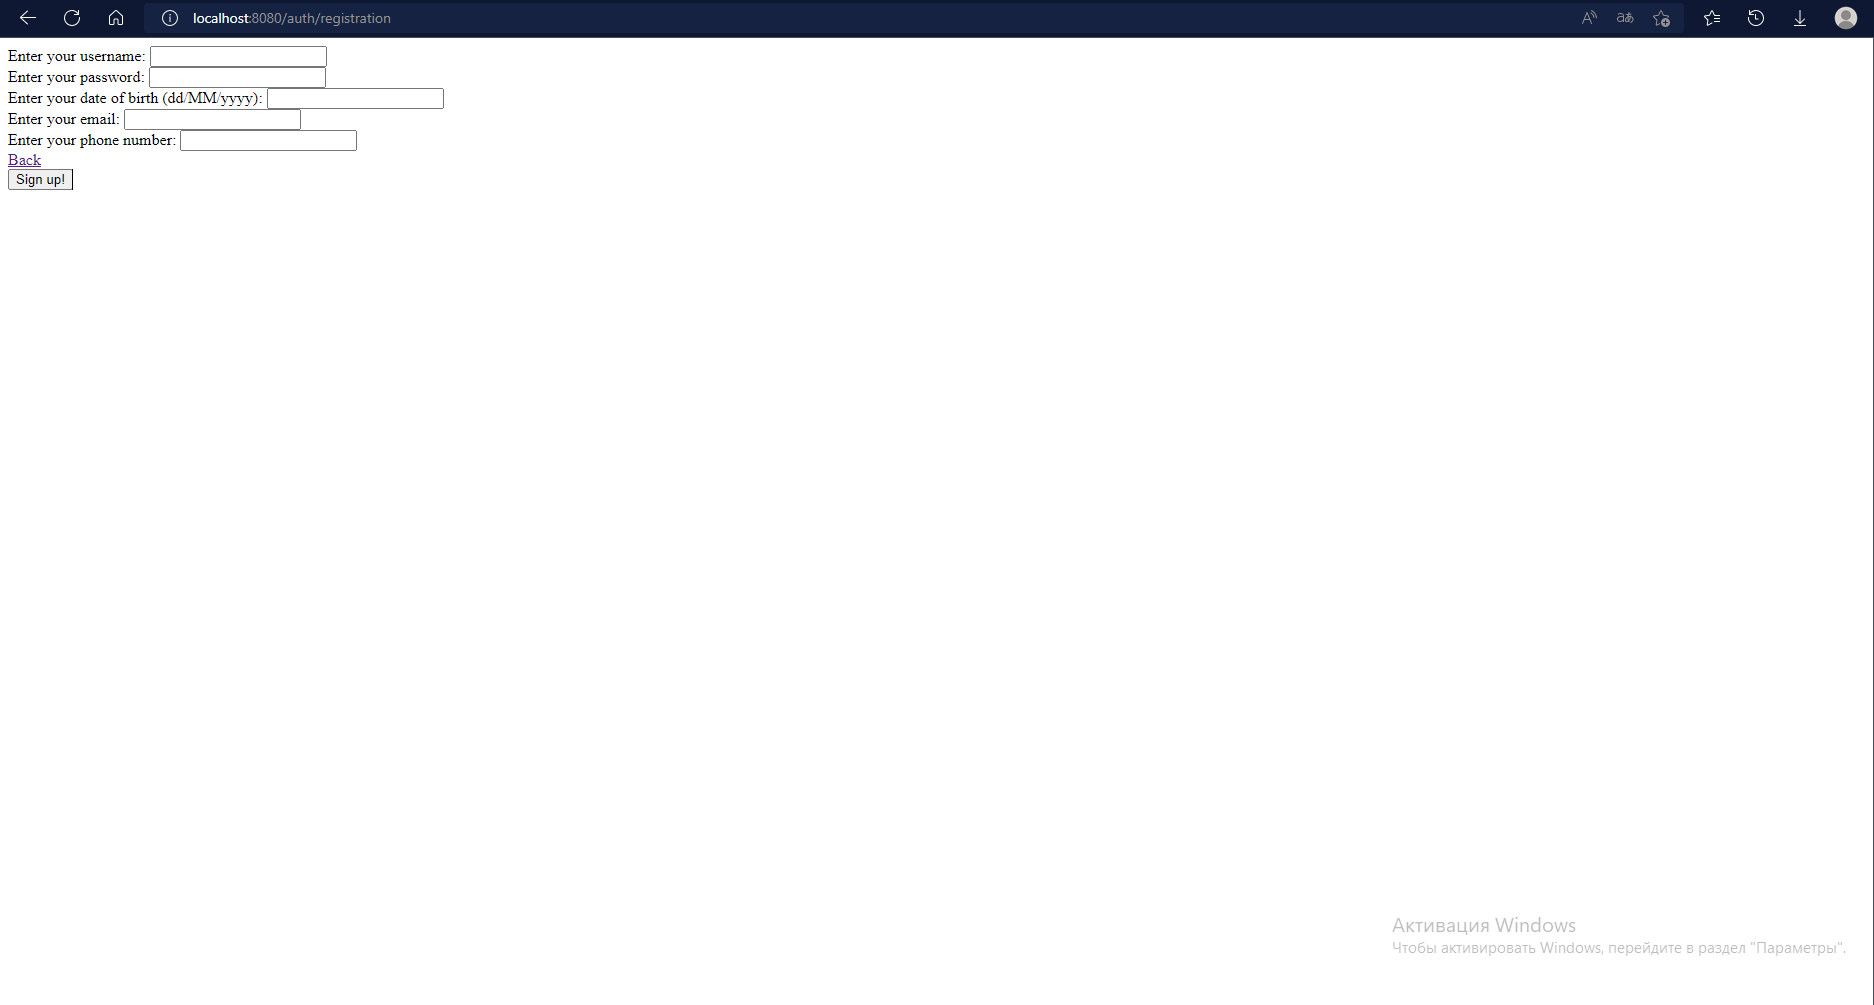 localhost:8080/auth/registration
Enter your username:
Enter your password:
Enter your date of birth (dd/MM/yyyy):
Enter your email:
Enter your phone number:
Back
Sign up!
Активация Windows
Чтобы активировать Windows, перейдите в раздел "Параметры".